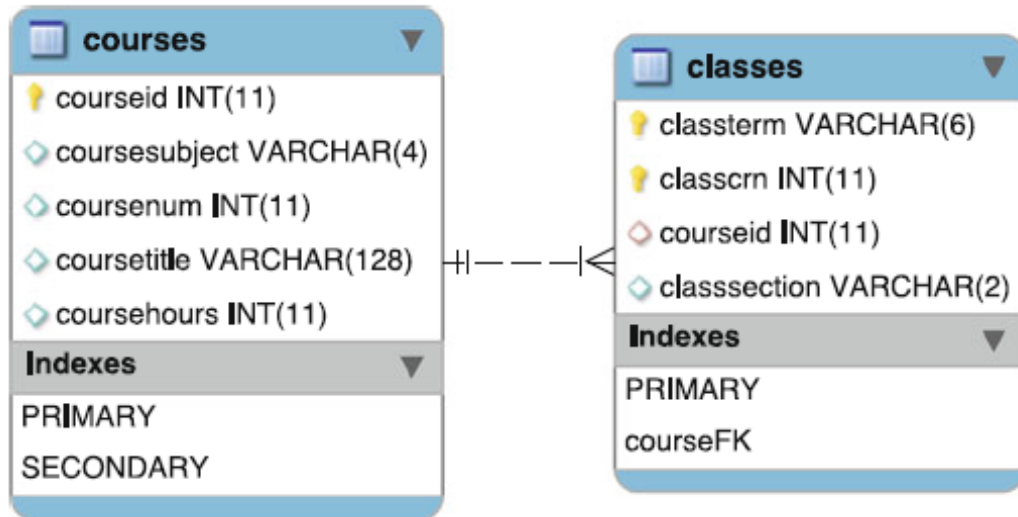 courses
courseid INT(11)
coursesubject VARCHAR(4)
coursenum INT(11)
coursetitle VARCHAR(128)
coursehours INT(11)
Indexes
PRIMARY
SECONDARY
classes
classterm VARCHAR(6)
classcrn INT(11)
courseid INT(11)
classsection VARCHAR(2)
Indexes
PRIMARY
courseFK